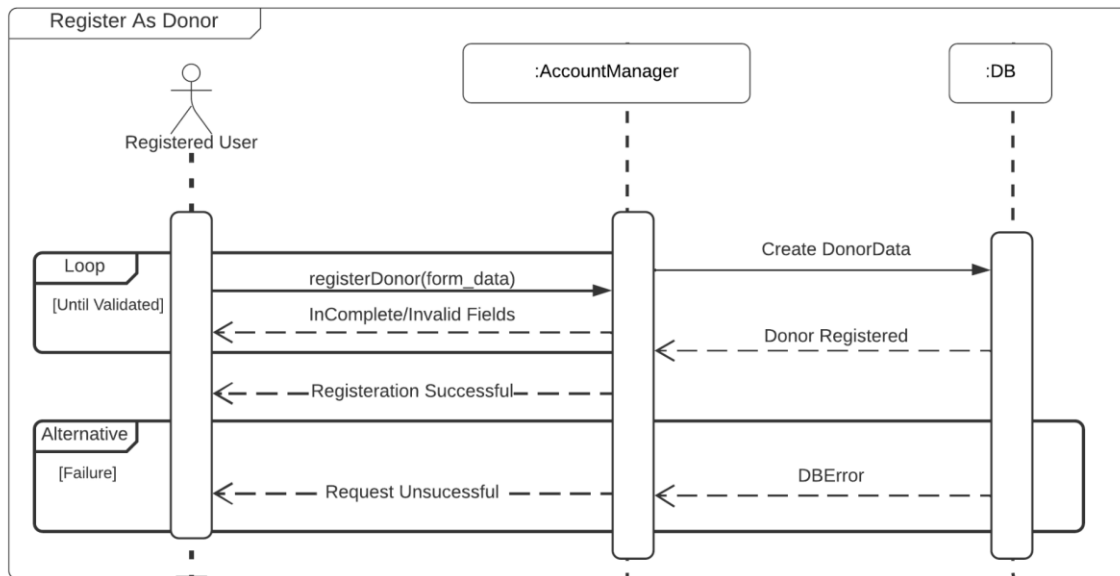 Register As Donor
:AccountManager
:DB
Registered User
Create DonorData
Loop
registerDonor(form_data)
[Until Validated]
InComplete/Invalid Fields
Donor Registered
Registeration Successful
Alternative
[Failure]
DBError
Request Unsucessful